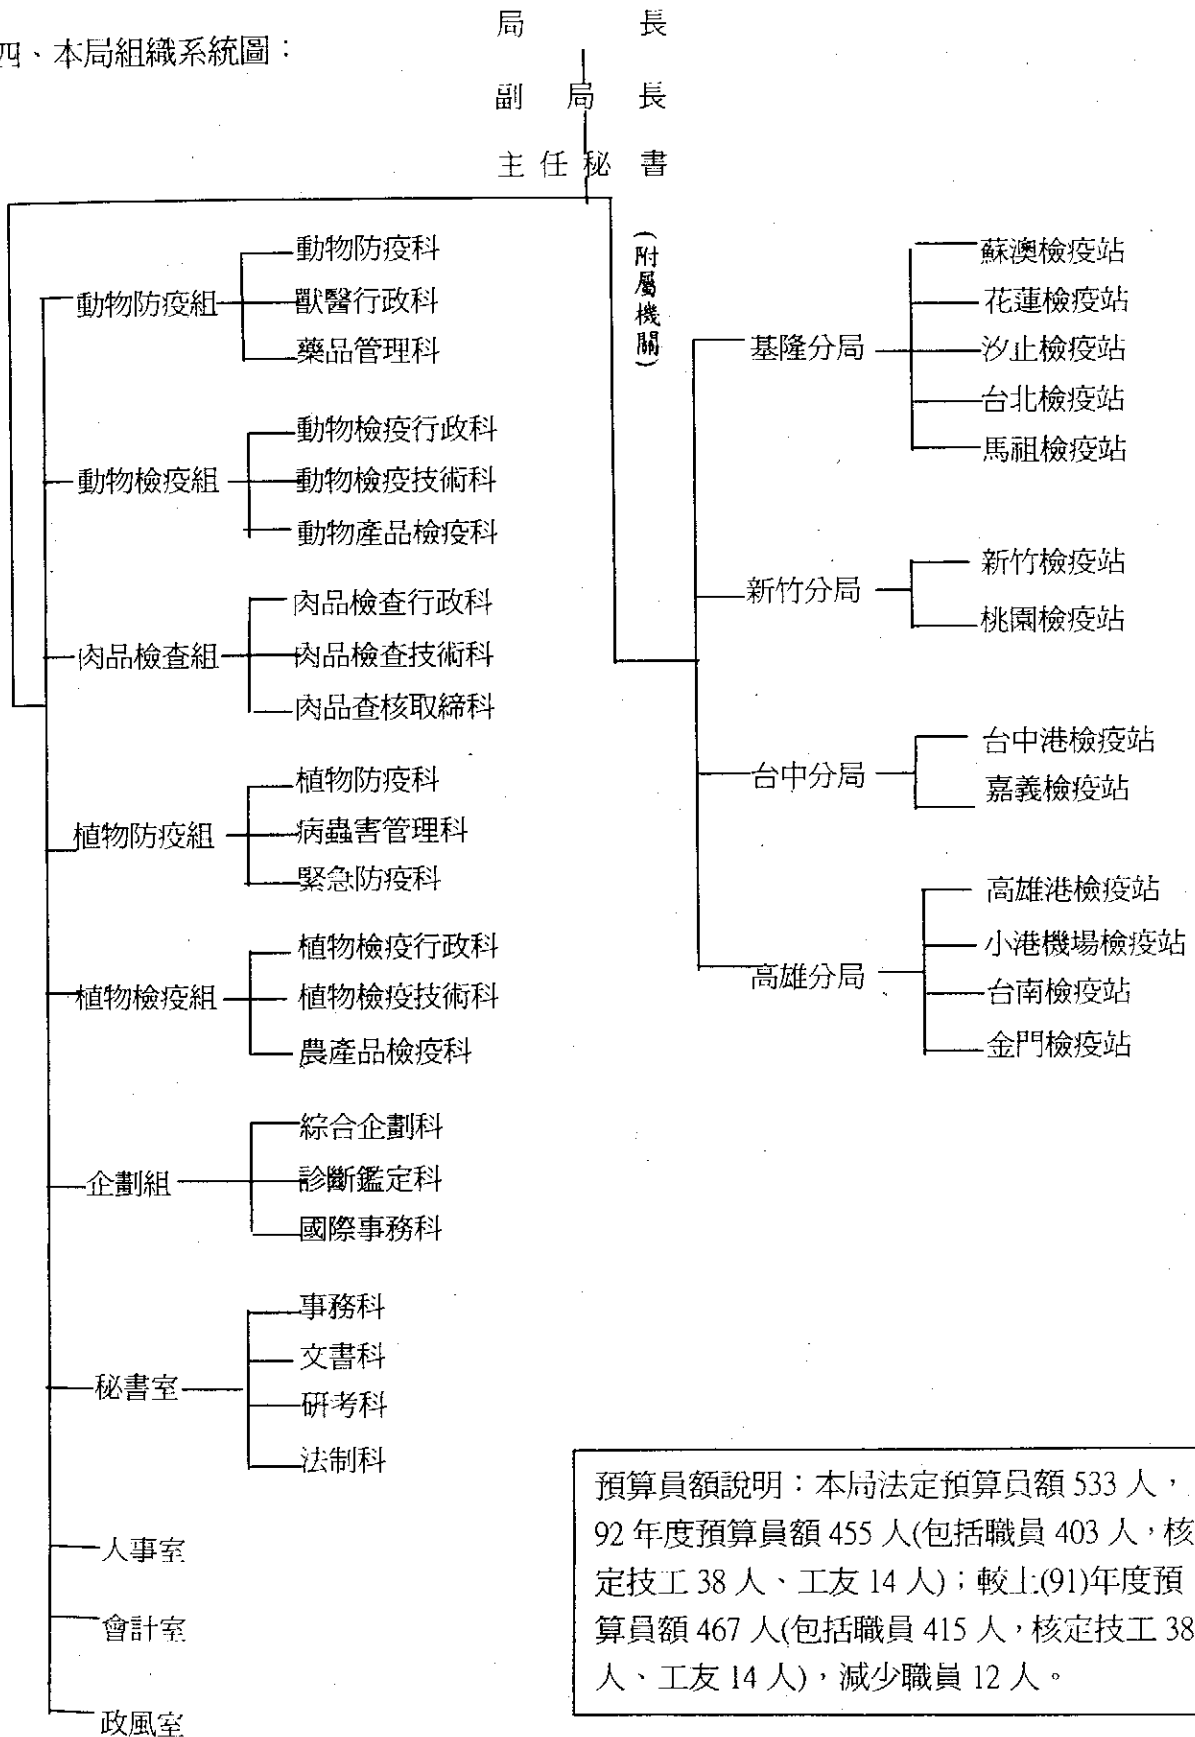 四、本局組織系統圖：
局長
副局長
主任秘書
動物防疫組
動物防疫科
獸醫行政科
藥品管理科
動物檢疫組
動物檢疫行政科
動物檢疫技術科
動物產品檢疫科
肉品檢查組
肉品檢查行政科
肉品檢查技術科
肉品查核取締科
植物防疫組
植物防疫科
病蟲害管理科
緊急防疫科
植物檢疫組
植物檢疫行政科
植物檢疫技術科
農產品檢疫科
企劃組
綜合企劃科
診斷鑑定科
國際事務科
秘書室
事務科
文書科
研考科
法制科
人事室
會計室
政風室
(附屬機關)
基隆分局
蘇澳檢疫站
花蓮檢疫站
汐止檢疫站
台北檢疫站
馬祖檢疫站
新竹分局
新竹檢疫站
桃園檢疫站
台中分局
台中港檢疫站
嘉義檢疫站
高雄分局
高雄港檢疫站
小港機場檢疫站
台南檢疫站
金門檢疫站
預算員額說明：本局法定預算員額 533 人，
92 年度預算員額 455 人(包括職員 403 人，核
定技工 38 人、工友 14 人)；較上(91)年度預
算員額 467 人(包括職員 415 人，核定技工 38
人、工友 14 人)，減少職員 12 人。